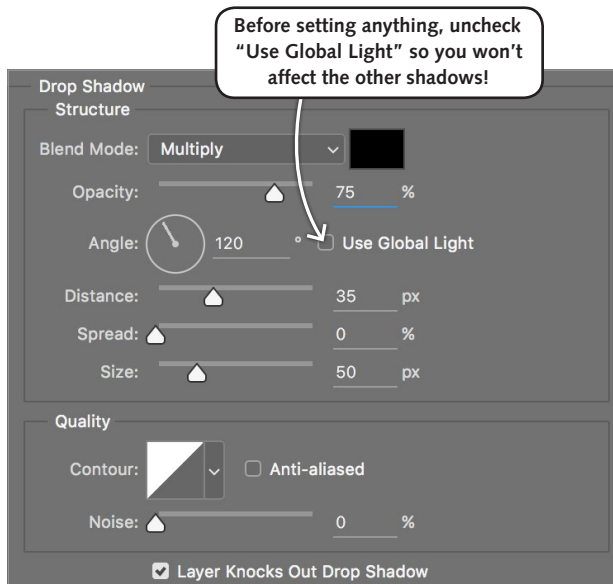 Before setting anything, uncheck
“Use Global Light” so you won’t
affect the other shadows!
Drop Shadow
Structure
Blend Mode: Multiply
Opacity: 75 %
Angle: 120 ° Use Global Light
Distance: 35 px
Spread: 0 %
Size: 50 px
Quality
Contour: Anti-aliased
Noise: 0 %
Layer Knocks Out Drop Shadow